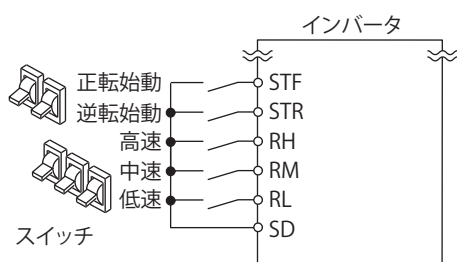 インバータ
正転始動 STF
逆転始動 STR
高速 RH
中速 RM
低速 RL
SD
スイッチ